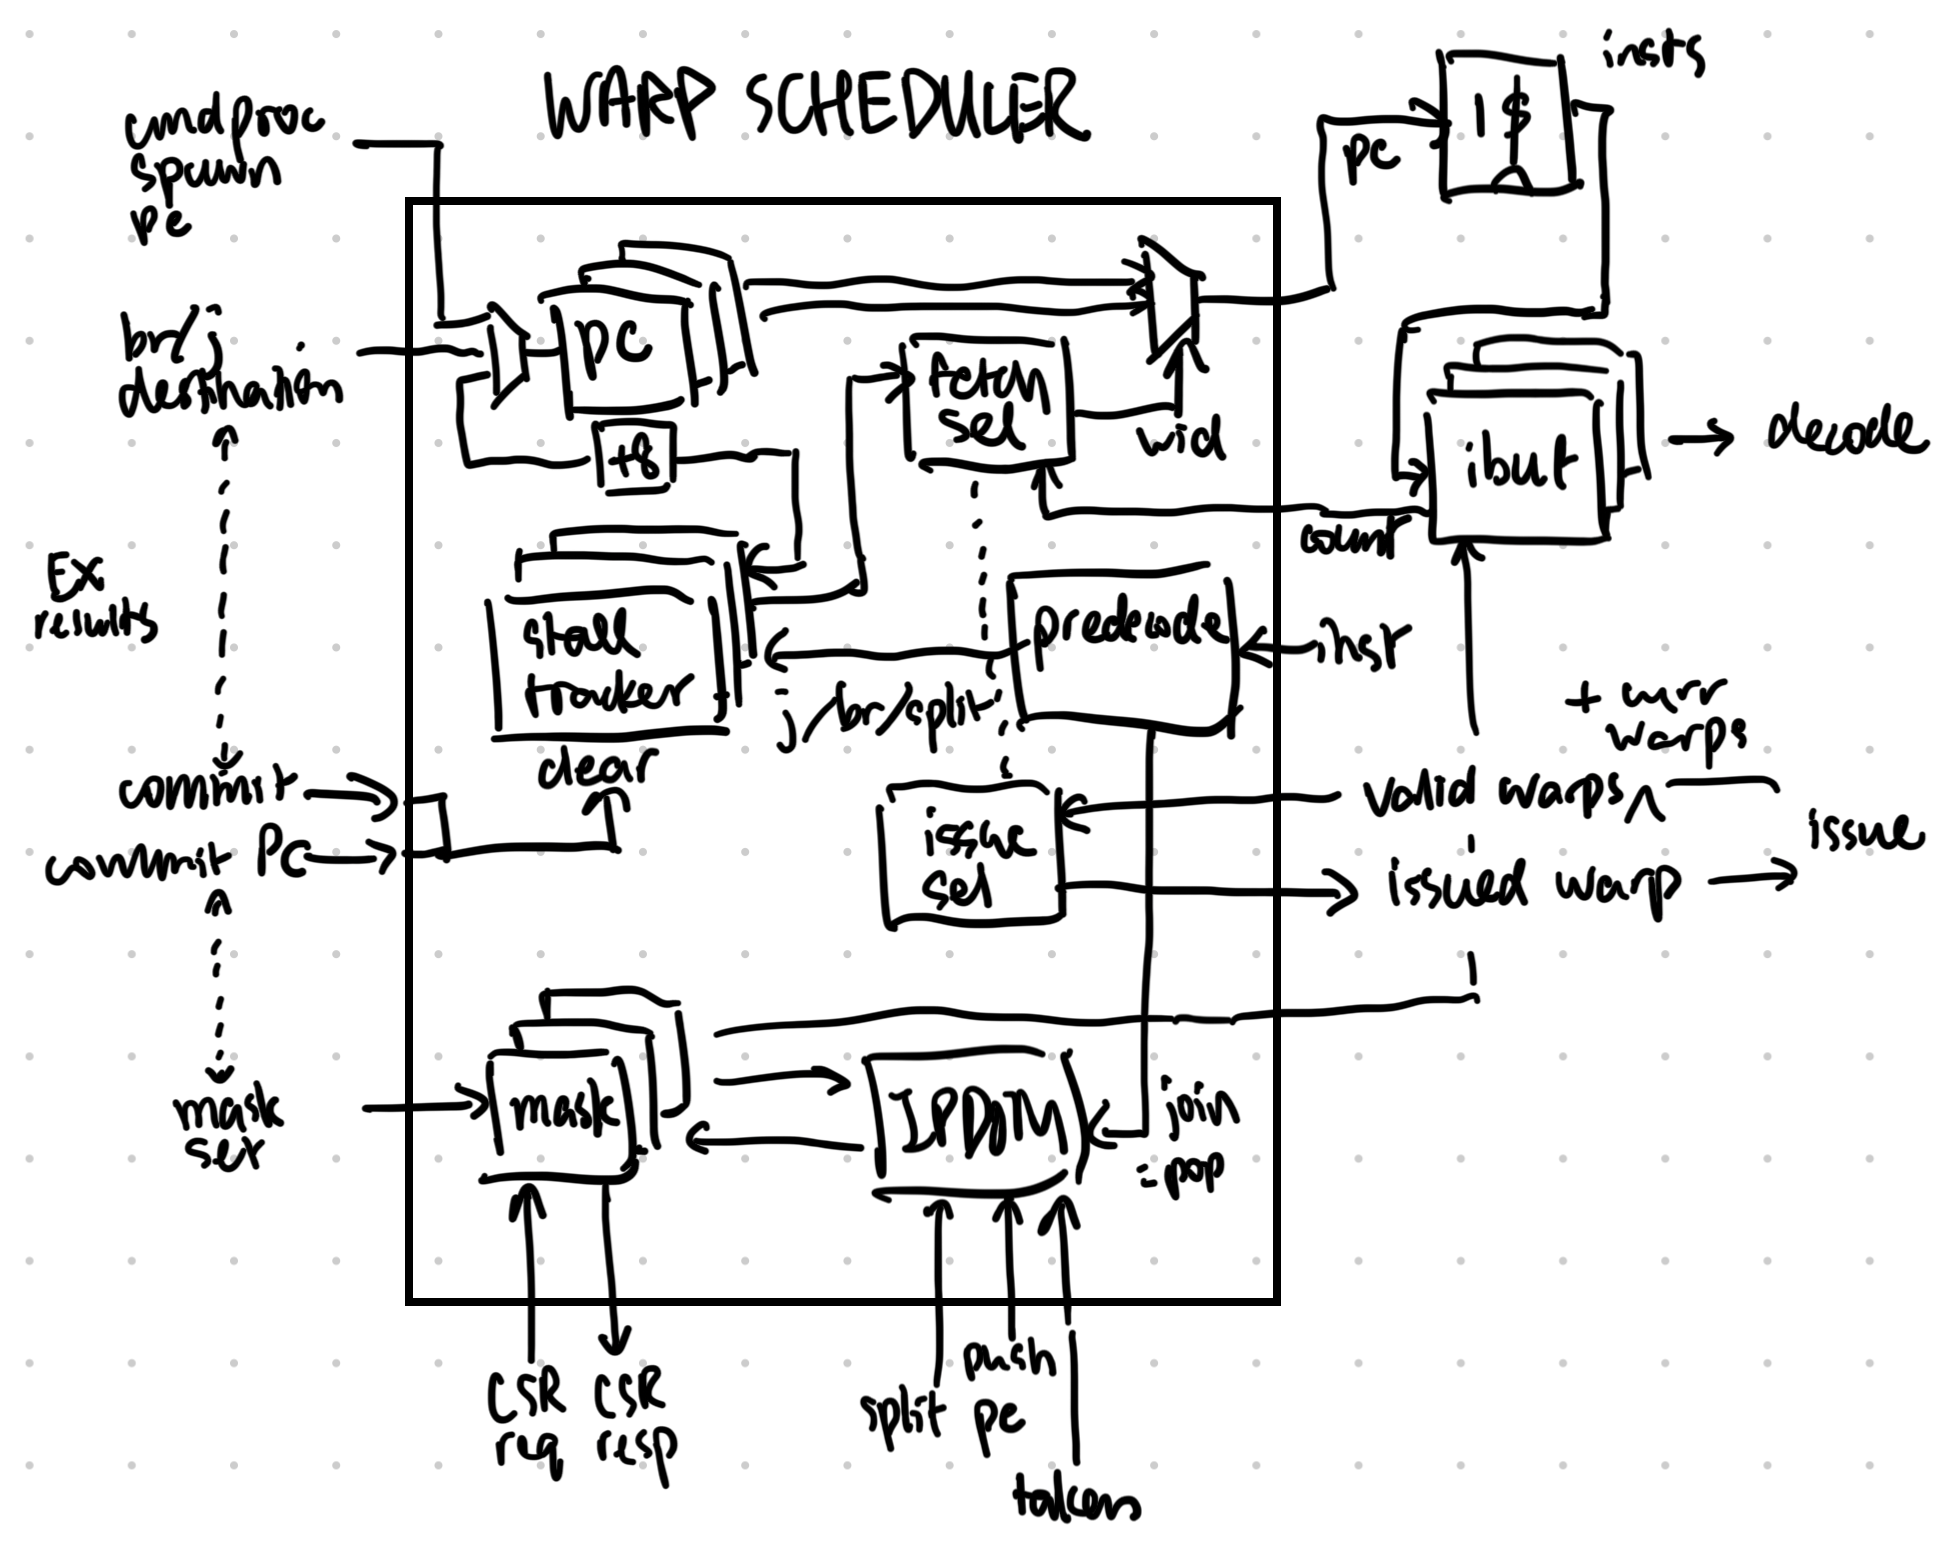 WARP SCHEDULER
insts
cmdproc
spawn
pc
pc
I$
br/j
destination
pc
fetch
sel
wid
+8
ibuf
decode
count
Ex
results
stall
tracker
predecode
inst
j/br/split
clear
+ curr
warps
commit
commit PC
issue
sel
valid warps
issued warp
issue
mask
set
mask
IPDOM
join
=pop
CSR
req
CSR
resp
split
push
pc
taken